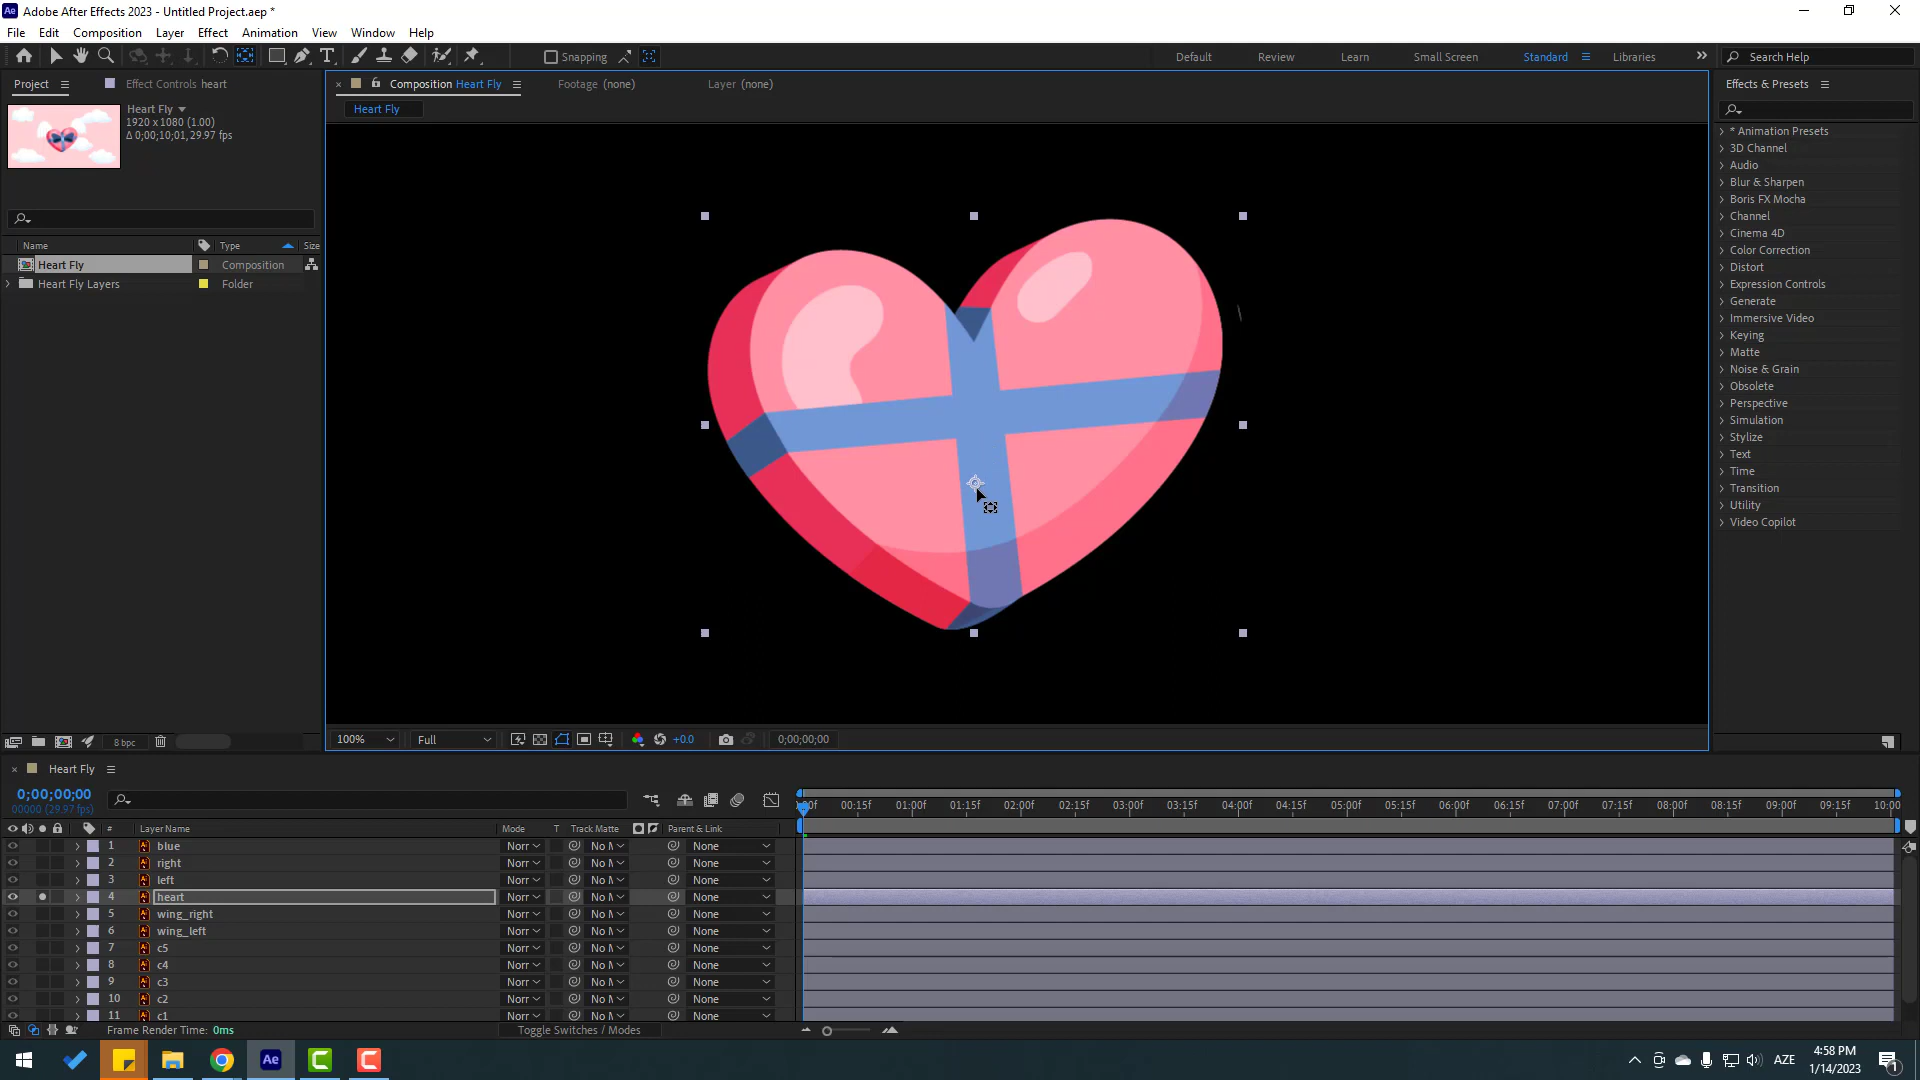 Adobe After Effects 2023 - Untitled Project.aep *
File Edit Composition Layer Effect Animation View Window Help
Snapping
Default Review Learn Small Screen Standard Libraries
Search Help
Project Effect Controls heart
Heart Fly
1920 x 1080 (1.00)
Δ 0;00;10;01, 29.97 fps
Name Type Size
Heart Fly Composition
Heart Fly Layers Folder
8 bpc
Composition Heart Fly Footage (none) Layer (none)
Heart Fly
100% Full +0.0 0;00;00;00
Effects & Presets
* Animation Presets
3D Channel
Audio
Blur & Sharpen
Boris FX Mocha
Channel
Cinema 4D
Color Correction
Distort
Expression Controls
Generate
Immersive Video
Keying
Matte
Noise & Grain
Obsolete
Perspective
Simulation
Stylize
Text
Time
Transition
Utility
Video Copilot
Heart Fly
0;00;00;00
00000 (29.97 fps)
00:15f 01:00f 01:15f 02:00f 02:15f 03:00f 03:15f 04:00f 04:15f 05:00f 05:15f 06:00f 06:15f 07:00f 07:15f 08:00f 08:15f 09:00f 09:15f 10:00
# Layer Name Mode T Track Matte Parent & Link
1 blue Norr No M None
2 right Norr No M None
3 left Norr No M None
4 heart Norr No M None
5 wing_right Norr No M None
6 wing_left Norr No M None
7 c5 Norr No M None
8 c4 Norr No M None
9 c3 Norr No M None
10 c2 Norr No M None
11 c1 Norr No M None
Frame Render Time: 0ms Toggle Switches / Modes
AZE
4:58 PM
1/14/2023
1